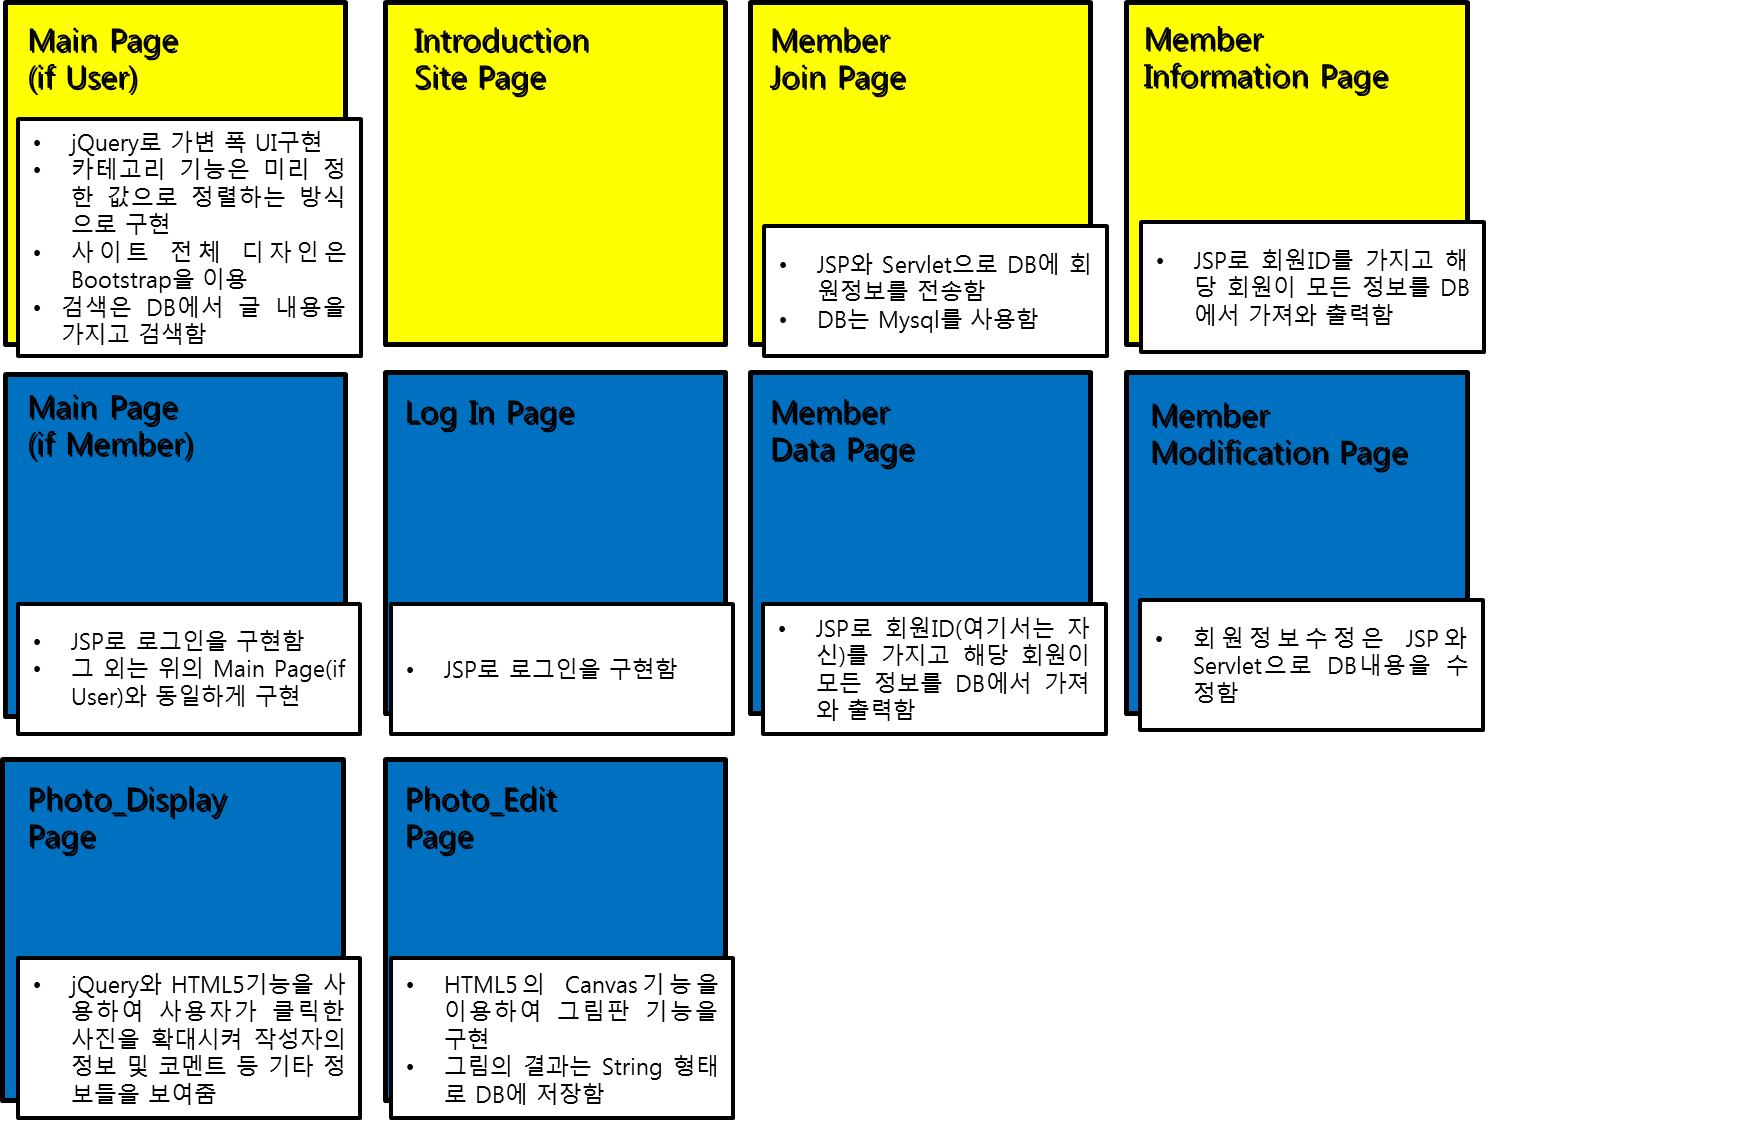 Main Page
(if User)
• jQuery로 가변 폭 UI구현
• 카테고리 기능은 미리 정
한 값으로 정렬하는 방식
으로 구현
• 사이트 전체 디자인은
Bootstrap을 이용
• 검색은 DB에서 글 내용을
가지고 검색함
Introduction
Site Page
Member
Join Page
• JSP와 Servlet으로 DB에 회
원정보를 전송함
• DB는 Mysql를 사용함
Member
Information Page
• JSP로 회원ID를 가지고 해
당 회원이 모든 정보를 DB
에서 가져와 출력함
Main Page
(if Member)
• JSP로 로그인을 구현함
• 그 외는 위의 Main Page(if
User)와 동일하게 구현
Log In Page
• JSP로 로그인을 구현함
Member
Data Page
• JSP로 회원ID(여기서는 자
신)를 가지고 해당 회원이
모든 정보를 DB에서 가져
와 출력함
Member
Modification Page
• 회원정보수정은 JSP와
Servlet으로 DB내용을 수
정함
Photo_Display
Page
• jQuery와 HTML5기능을 사
용하여 사용자가 클릭한
사진을 확대시켜 작성자의
정보 및 코멘트 등 기타 정
보들을 보여줌
Photo_Edit
Page
• HTML5의 Canvas기능을
이용하여 그림판 기능을
구현
• 그림의 결과는 String 형태
로 DB에 저장함